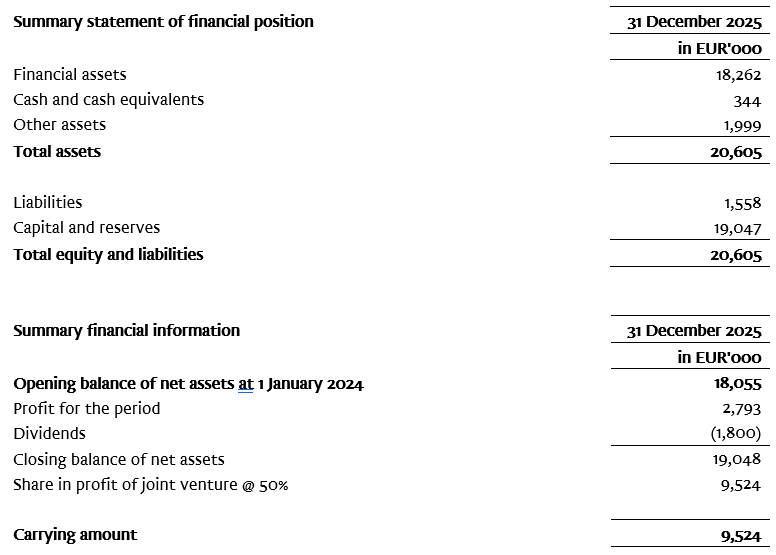 Summary statement of financial position 31 December 2025
in EUR'000
Financial assets 18,262
Cash and cash equivalents 344
Other assets 1,999
Total assets 20,605
Liabilities 1,558
Capital and reserves 19,047
Total equity and liabilities 20,605
Summary financial information 31 December 2025
in EUR'000
Opening balance of net assets at 1 January 2024 18,055
Profit for the period 2,793
Dividends (1,800)
Closing balance of net assets 19,048
Share in profit of joint venture @ 50% 9,524
Carrying amount 9,524